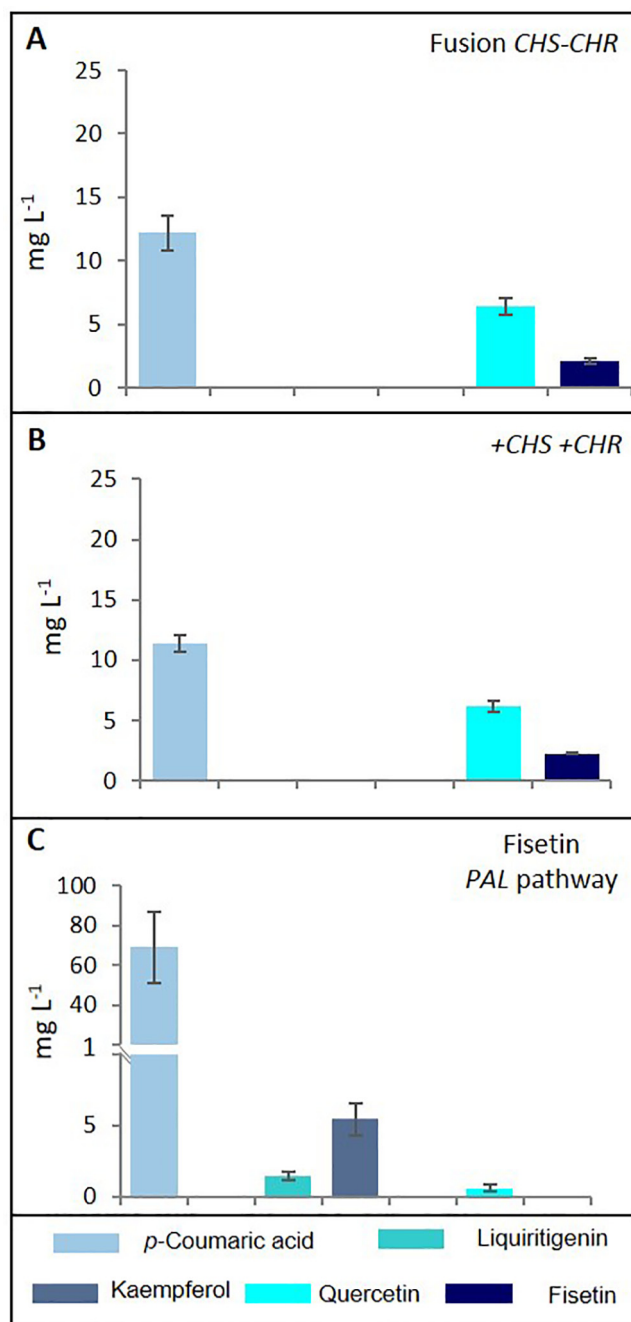 A
Fusion CHS-CHR
mg L-1
25
20
15
10
5
0
B
+CHS +CHR
mg L-1
25
20
15
10
5
0
C
Fisetin
PAL pathway
mg L-1
100
80
60
40
1
5
0
p-Coumaric acid Liquiritigenin
Kaempferol Quercetin Fisetin